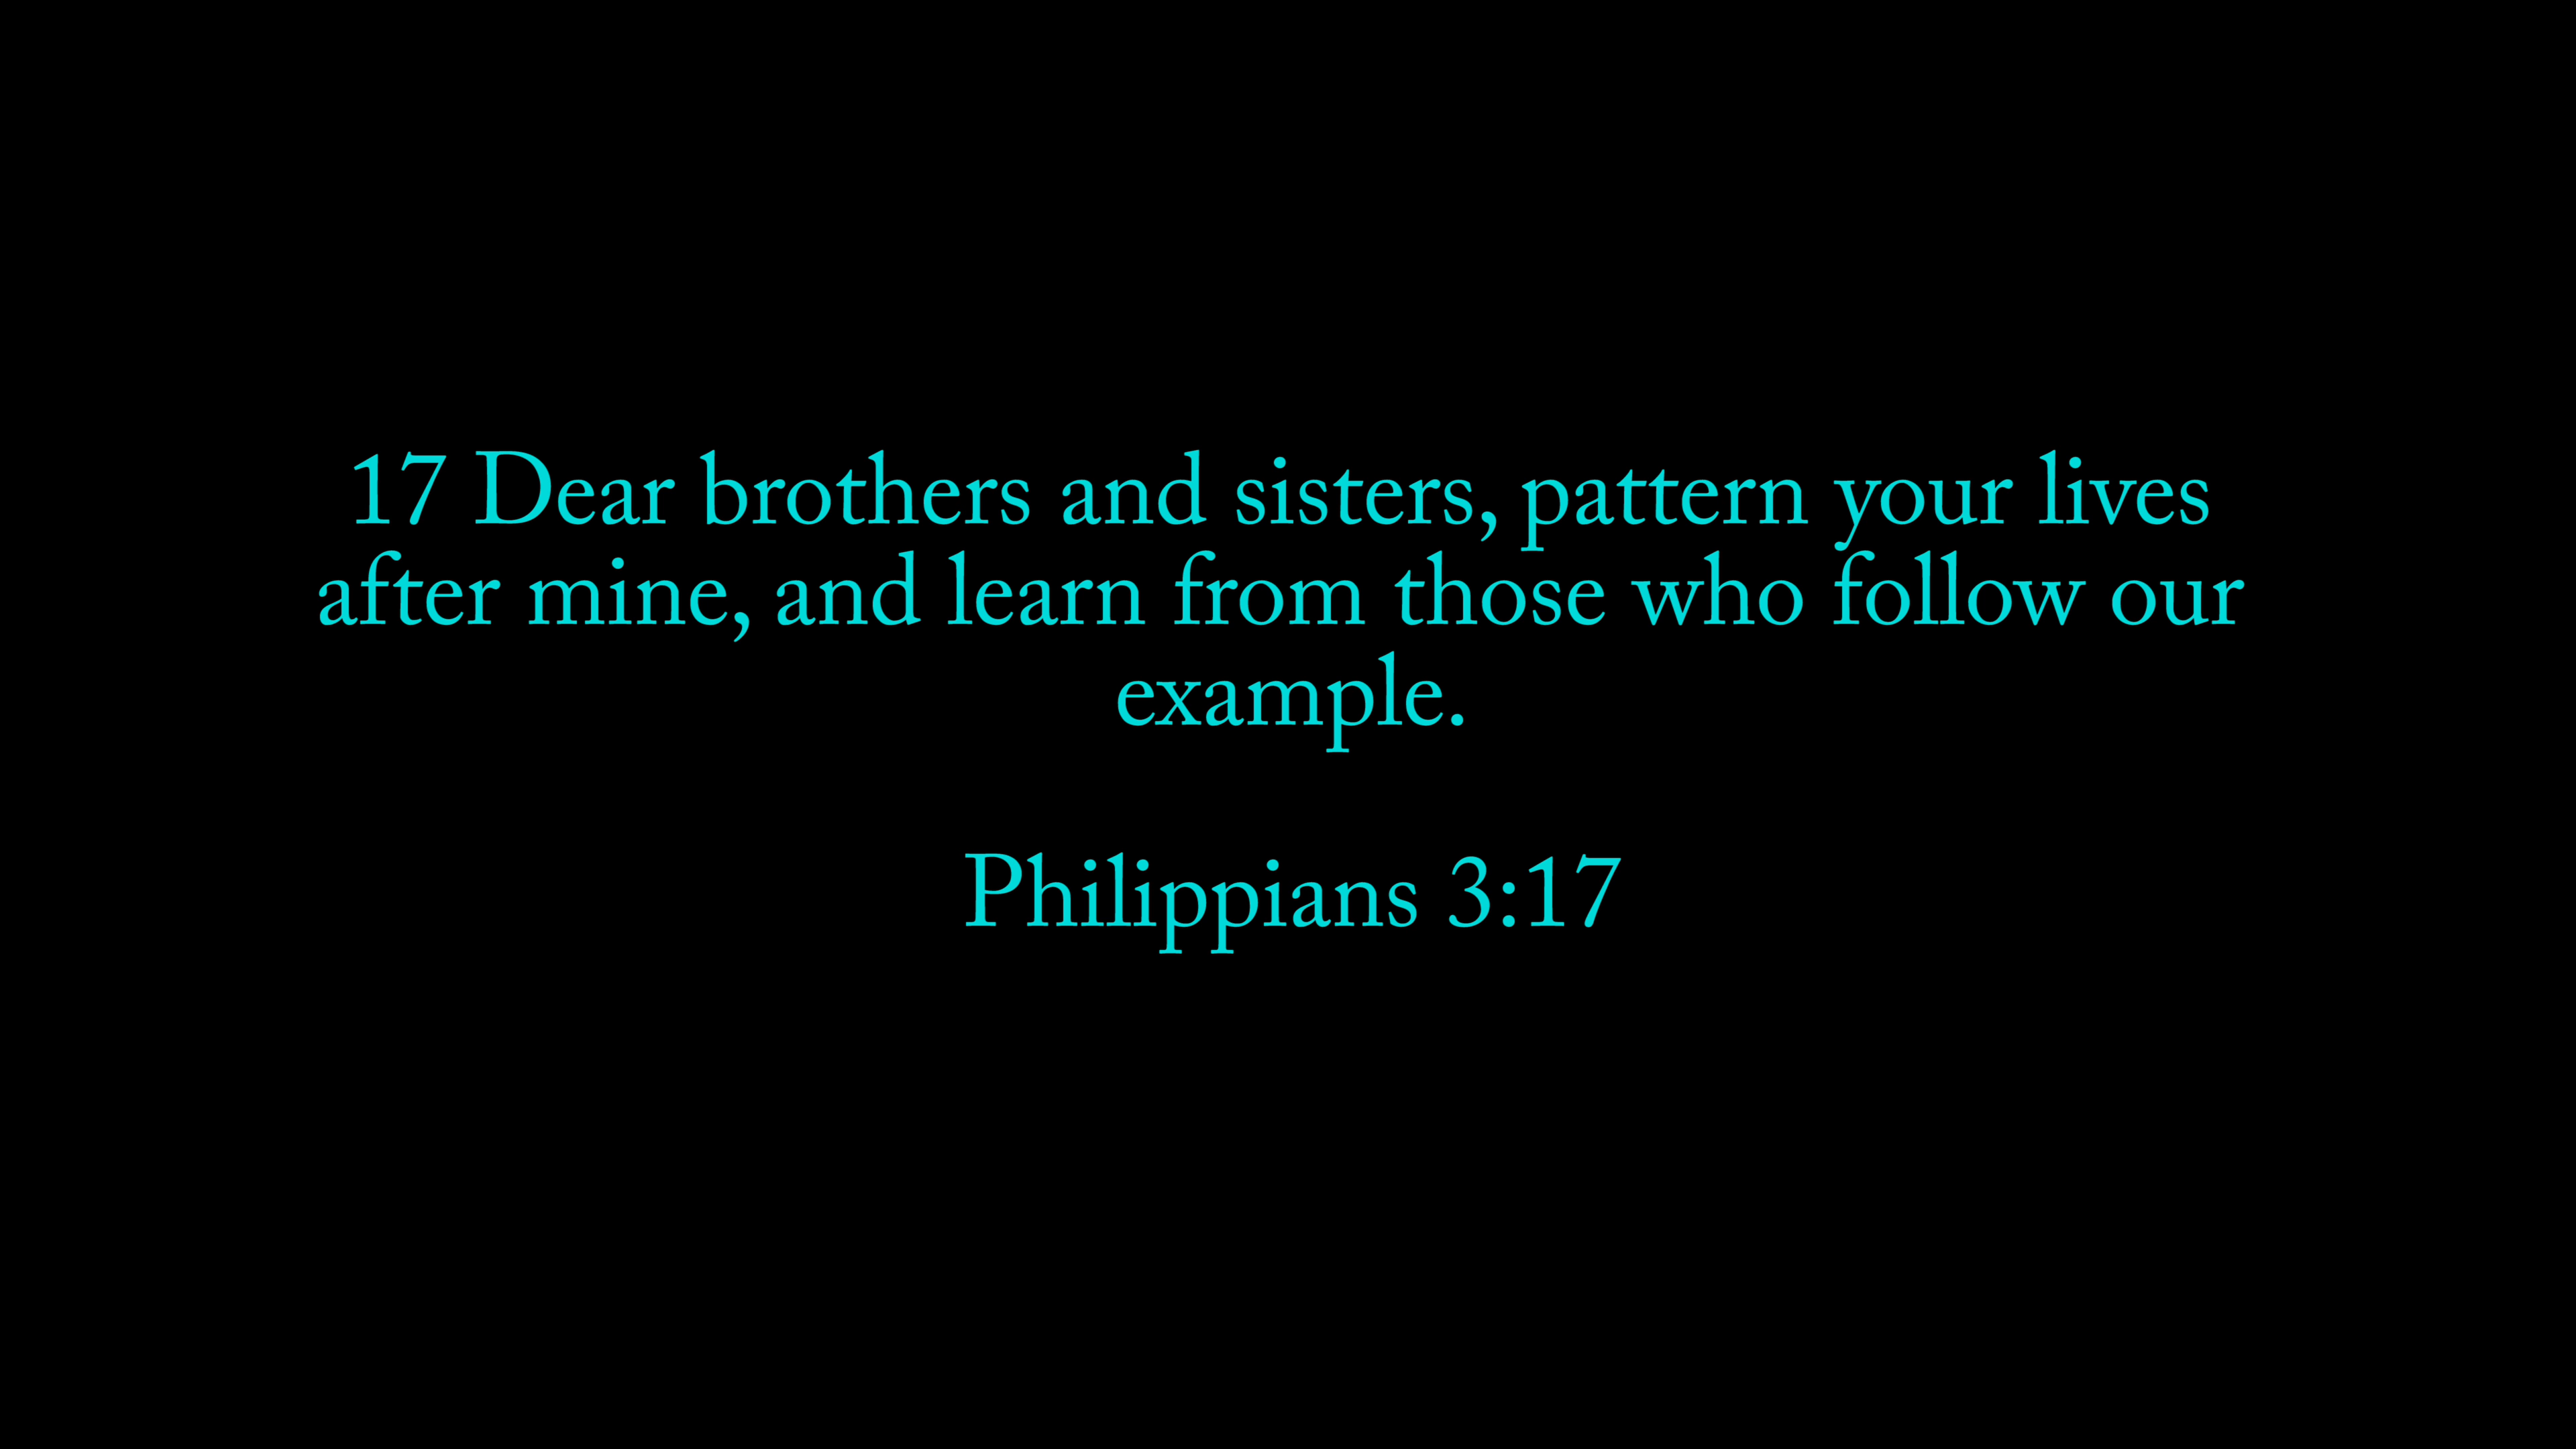 17 Dear brothers and sisters, pattern your lives
after mine, and learn from those who follow our
example.
Philippians 3:17